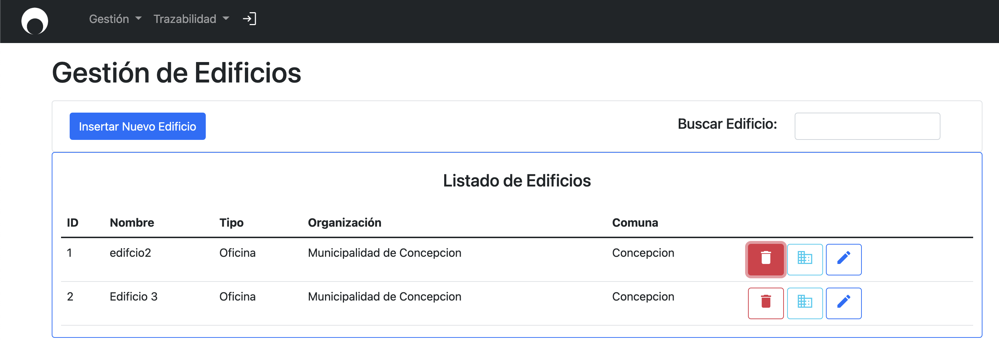 Gestión Trazabilidad
Gestión de Edificios
Insertar Nuevo Edificio Buscar Edificio:
Listado de Edificios
ID Nombre Tipo Organización Comuna
1 edifcio2 Oficina Municipalidad de Concepcion Concepcion
2 Edificio 3 Oficina Municipalidad de Concepcion Concepcion